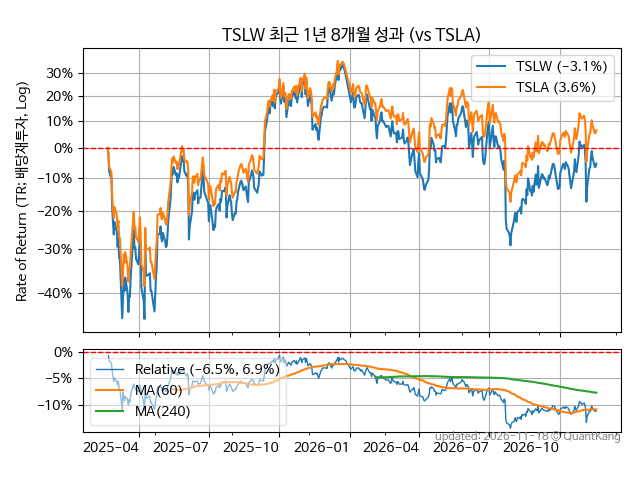 TSLW 최근 1년 8개월 성과 (vs TSLA)
Rate of Return (TR: 배당재투자, Log)
30%
20%
10%
0%
−10%
−20%
−30%
−40%
TSLW (−3.1%)
TSLA (3.6%)
0%
−5%
−10%
Relative (−6.5%, 6.9%)
MA(60)
MA(240)
2025-04 2025-07 2025-10 2026-01 2026-04 2026-07 2026-10
updated: 2026-11-18 © QuantKang